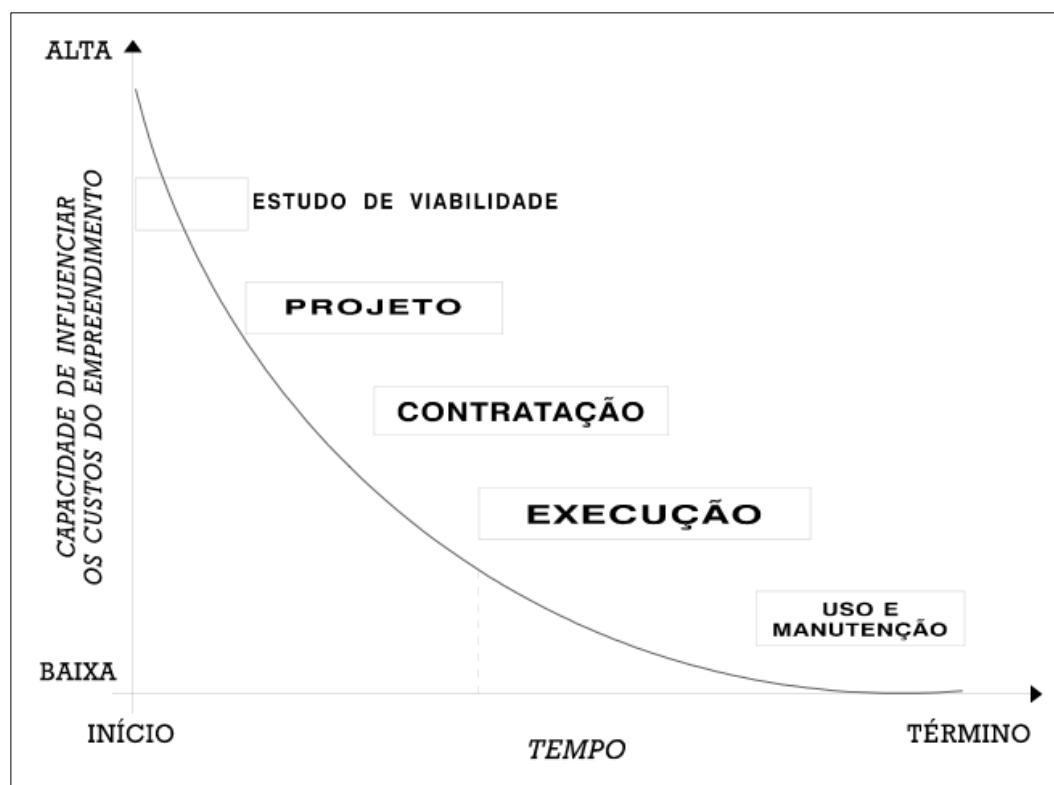 ALTA
CAPACIDADE DE INFLUENCIAR
OS CUSTOS DO EMPREENDIMENTO
ESTUDO DE VIABILIDADE
PROJETO
CONTRATAÇÃO
EXECUÇÃO
USO E
MANUTENÇÃO
BAIXA
INÍCIO
TEMPO
TÉRMINO